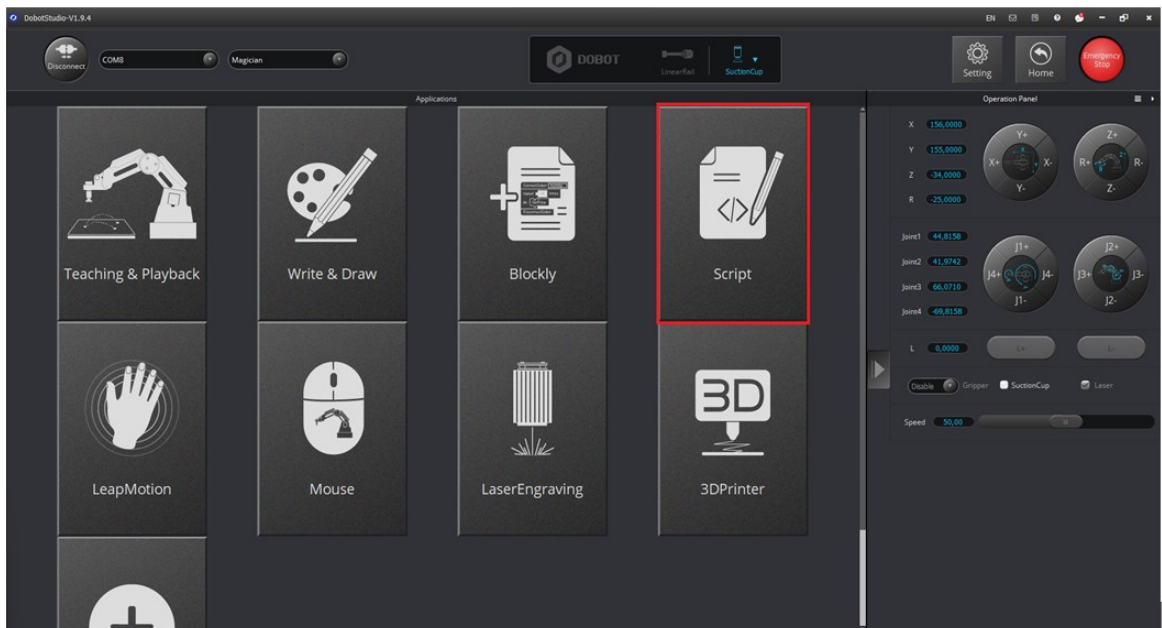 DobotStudio-V1.9.4
EN
Disconnect
COM8
Magician
DOBOT
LinearRail
SuctionCup
Setting
Home
Emergency
Stop
Applications
Operation Panel
Teaching & Playback
Write & Draw
Blockly
Script
LeapMotion
Mouse
LaserEngraving
3D
3DPrinter
X 156,0000
Y 155,0000
Z -34,0000
R -25,0000
Y+
X+ X-
Y-
Z+
R+ R-
Z-
Joint1 44,8158
Joint2 41,9742
Joint3 66,0710
Joint4 -69,8158
J1+
J4+ J4-
J1-
J2+
J3+ J3-
J2-
L 0,0000 L+ L-
Disable Gripper SuctionCup Laser
Speed 50,00